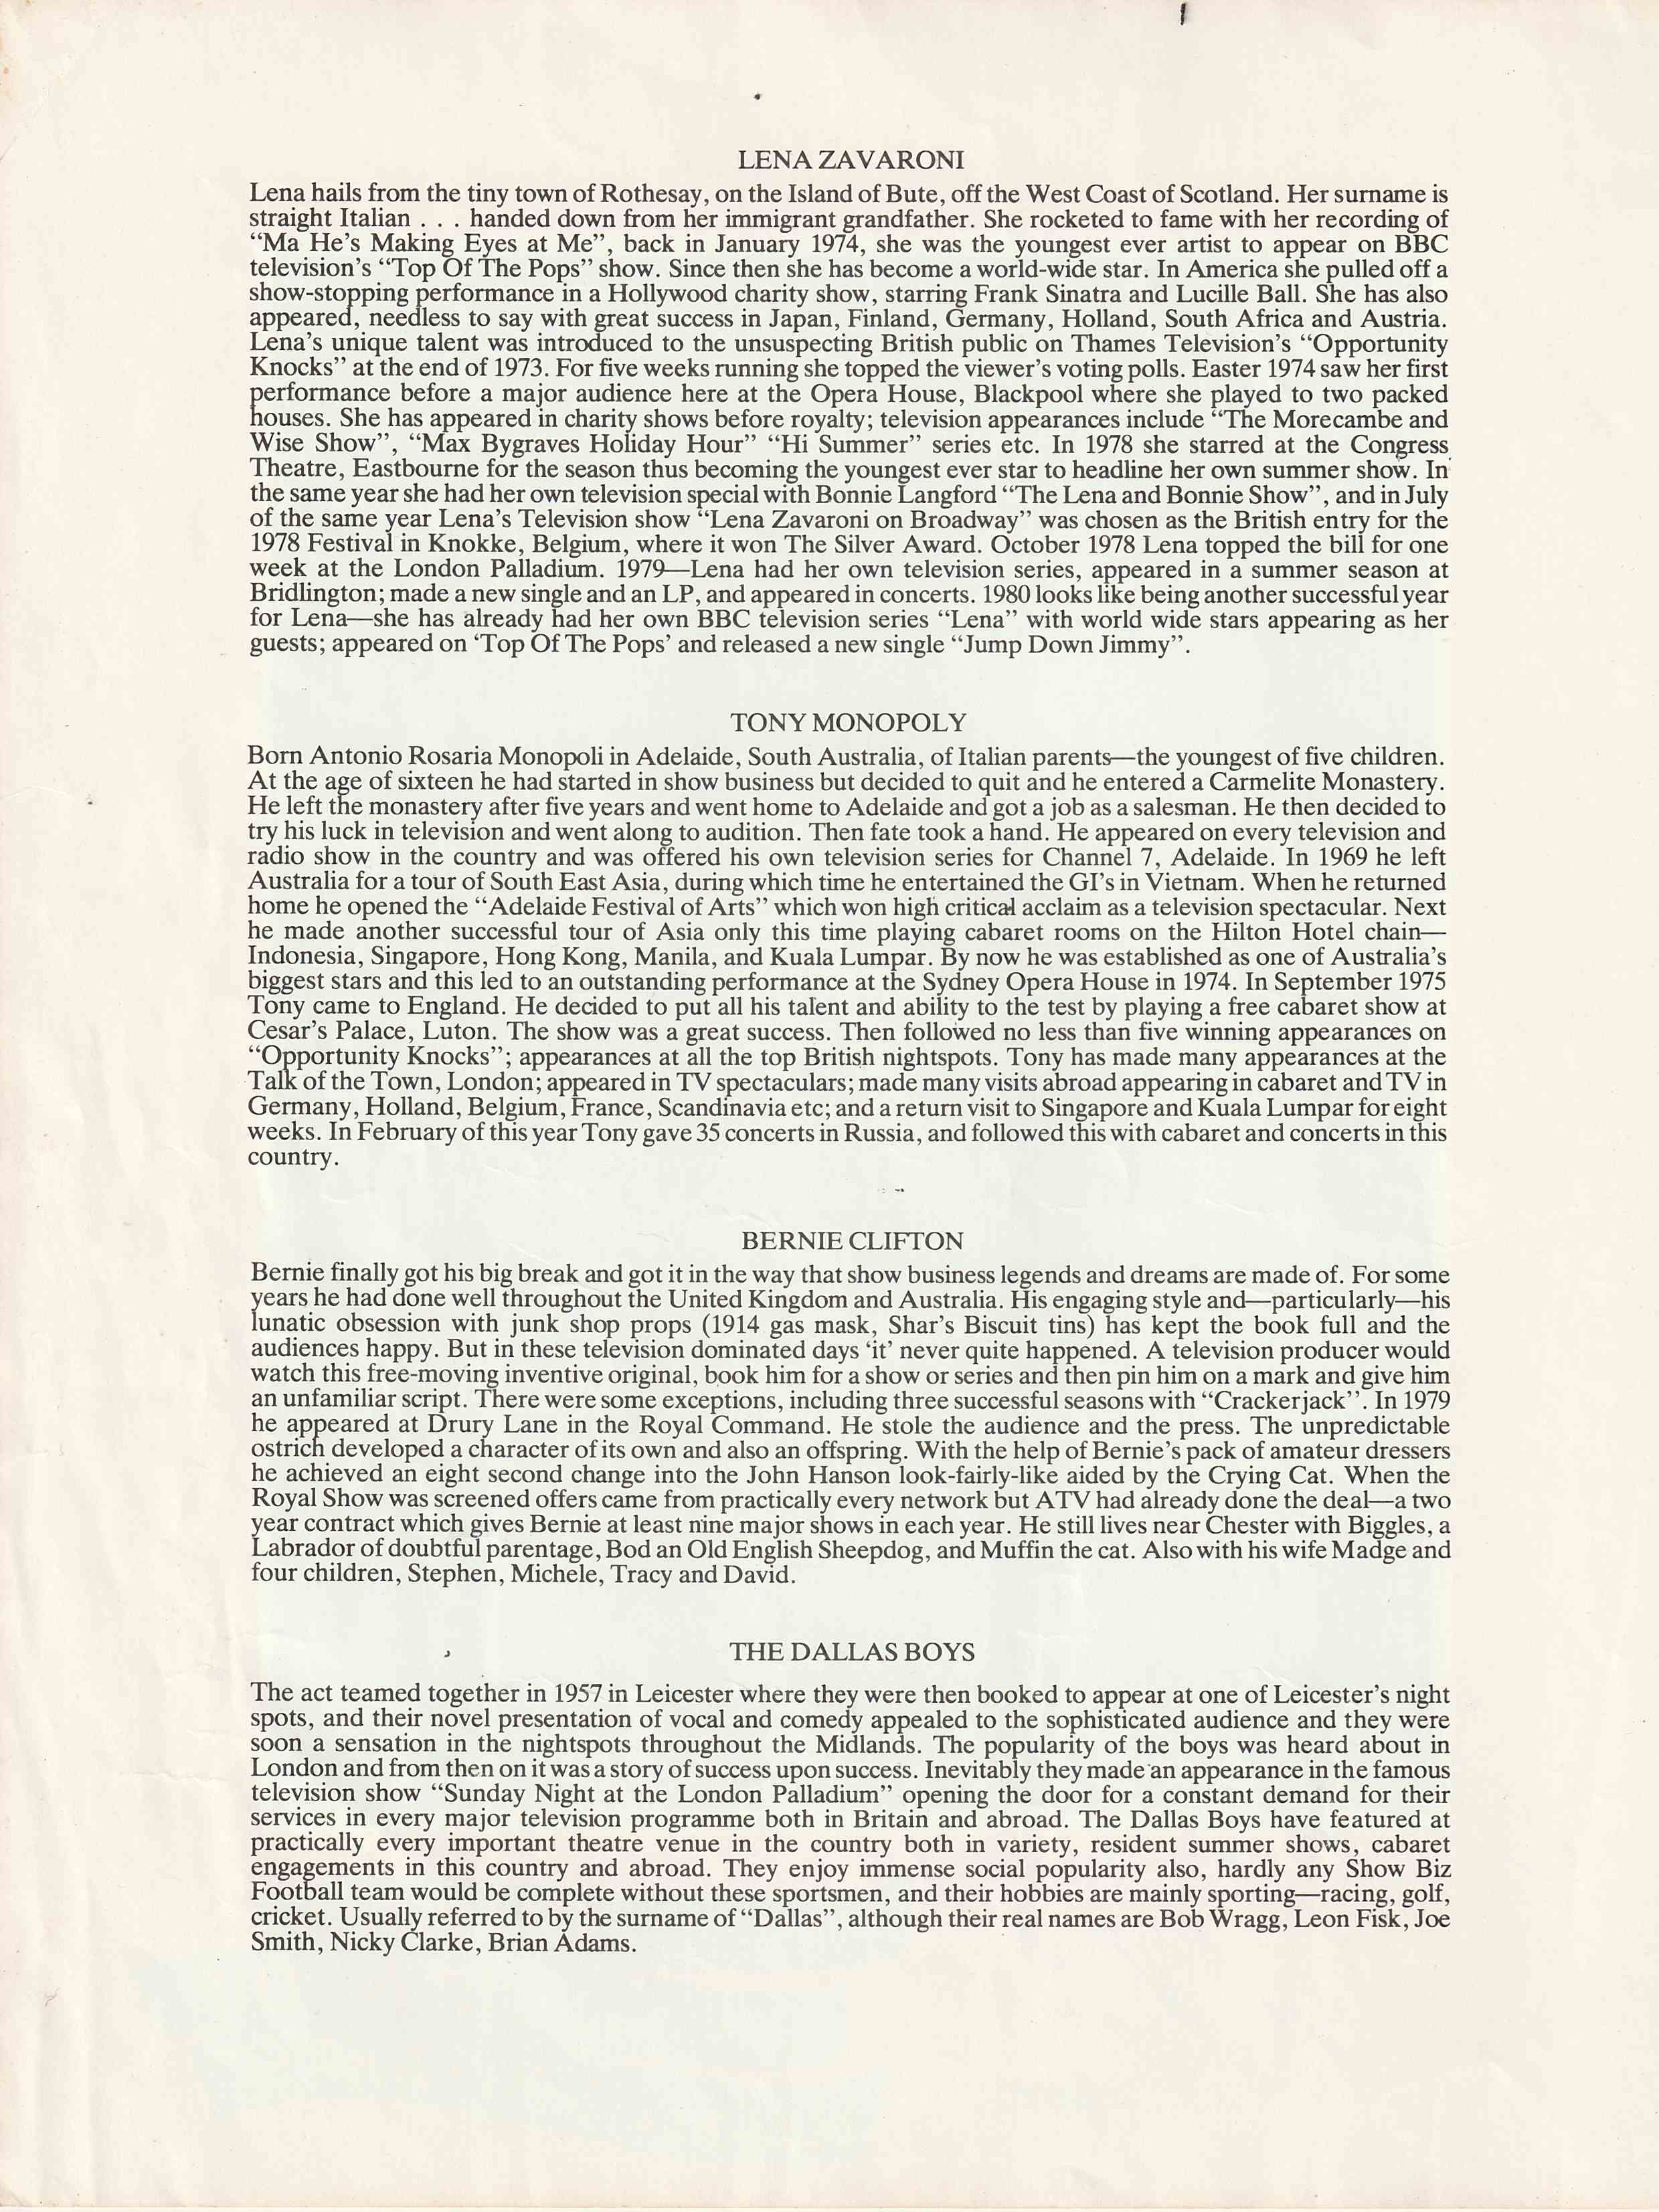 LENA ZAVARONI
Lena hails from the tiny town of Rothesay, on the Island of Bute, off the West Coast of Scotland. Her surname is
straight Italian . . . handed down from her immigrant grandfather. She rocketed to fame with her recording of
“Ma He’s Making Eyes at Me”, back in January 1974, she was the youngest ever artist to appear on BBC
television’s “Top Of The Pops” show. Since then she has become a world-wide star. In America she pulled off a
show-stopping performance in a Hollywood charity show, starring Frank Sinatra and Lucille Ball. She has also
appeared, needless to say with great success in Japan, Finland, Germany, Holland, South Africa and Austria.
Lena’s unique talent was introduced to the unsuspecting British public on Thames Television’s “Opportunity
Knocks” at the end of 1973. For five weeks running she topped the viewer’s voting polls. Easter 1974 saw her first
performance before a major audience here at the Opera House, Blackpool where she played to two packed
houses. She has appeared in charity shows before royalty; television appearances include “The Morecambe and
Wise Show”, “Max Bygraves Holiday Hour” “Hi Summer” series etc. In 1978 she starred at the Congress
Theatre, Eastbourne for the season thus becoming the youngest ever star to headline her own summer show. In
the same year she had her own television special with Bonnie Langford “The Lena and Bonnie Show”, and in July
of the same year Lena’s Television show “Lena Zavaroni on Broadway” was chosen as the British entry for the
1978 Festival in Knokke, Belgium, where it won The Silver Award. October 1978 Lena topped the bill for one
week at the London Palladium. 1979—Lena had her own television series, appeared in a summer season at
Bridlington; made a new single and an LP, and appeared in concerts. 1980 looks like being another successful year
for Lena—she has already had her own BBC television series “Lena” with world wide stars appearing as her
guests; appeared on ‘Top Of The Pops’ and released a new single “Jump Down Jimmy”.
TONY MONOPOLY
Born Antonio Rosaria Monopoli in Adelaide, South Australia, of Italian parents—the youngest of five children.
At the age of sixteen he had started in show business but decided to quit and he entered a Carmelite Monastery.
He left the monastery after five years and went home to Adelaide and got a job as a salesman. He then decided to
try his luck in television and went along to audition. Then fate took a hand. He appeared on every television and
radio show in the country and was offered his own television series for Channel 7, Adelaide. In 1969 he left
Australia for a tour of South East Asia, during which time he entertained the GI’s in Vietnam. When he returned
home he opened the “Adelaide Festival of Arts” which won high critical acclaim as a television spectacular. Next
he made another successful tour of Asia only this time playing cabaret rooms on the Hilton Hotel chain—
Indonesia, Singapore, Hong Kong, Manila, and Kuala Lumpar. By now he was established as one of Australia’s
biggest stars and this led to an outstanding performance at the Sydney Opera House in 1974. In September 1975
Tony came to England. He decided to put all his talent and ability to the test by playing a free cabaret show at
Cesar’s Palace, Luton. The show was a great success. Then followed no less than five winning appearances on
“Opportunity Knocks”; appearances at all the top British nightspots. Tony has made many appearances at the
Talk of the Town, London; appeared in TV spectaculars; made many visits abroad appearing in cabaret and TV in
Germany, Holland, Belgium, France, Scandinavia etc; and a return visit to Singapore and Kuala Lumpar for eight
weeks. In February of this year Tony gave 35 concerts in Russia, and followed this with cabaret and concerts in this
country.
BERNIE CLIFTON
Bernie finally got his big break and got it in the way that show business legends and dreams are made of. For some
years he had done well throughout the United Kingdom and Australia. His engaging style and—particularly—his
lunatic obsession with junk shop props (1914 gas mask, Shar’s Biscuit tins) has kept the book full and the
audiences happy. But in these television dominated days ‘it’ never quite happened. A television producer would
watch this free-moving inventive original, book him for a show or series and then pin him on a mark and give him
an unfamiliar script. There were some exceptions, including three successful seasons with “Crackerjack”. In 1979
he appeared at Drury Lane in the Royal Command. He stole the audience and the press. The unpredictable
ostrich developed a character of its own and also an offspring. With the help of Bernie’s pack of amateur dressers
he achieved an eight second change into the John Hanson look-fairly-like aided by the Crying Cat. When the
Royal Show was screened offers came from practically every network but ATV had already done the deal—a two
year contract which gives Bernie at least nine major shows in each year. He still lives near Chester with Biggles, a
Labrador of doubtful parentage, Bod an Old English Sheepdog, and Muffin the cat. Also with his wife Madge and
four children, Stephen, Michele, Tracy and David.
THE DALLAS BOYS
The act teamed together in 1957 in Leicester where they were then booked to appear at one of Leicester’s night
spots, and their novel presentation of vocal and comedy appealed to the sophisticated audience and they were
soon a sensation in the nightspots throughout the Midlands. The popularity of the boys was heard about in
London and from then on it was a story of success upon success. Inevitably they made an appearance in the famous
television show “Sunday Night at the London Palladium” opening the door for a constant demand for their
services in every major television programme both in Britain and abroad. The Dallas Boys have featured at
practically every important theatre venue in the country both in variety, resident summer shows, cabaret
engagements in this country and abroad. They enjoy immense social popularity also, hardly any Show Biz
Football team would be complete without these sportsmen, and their hobbies are mainly sporting—racing, golf,
cricket. Usually referred to by the surname of “Dallas”, although their real names are Bob Wragg, Leon Fisk, Joe
Smith, Nicky Clarke, Brian Adams.